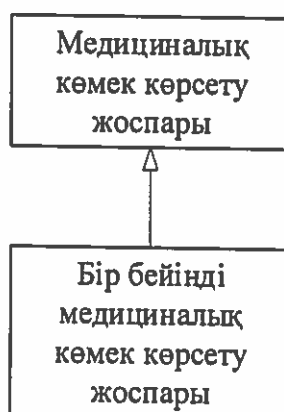 Медициналық
көмек көрсету
жоспары
Бір бейінді
медициналық
көмек көрсету
жоспары